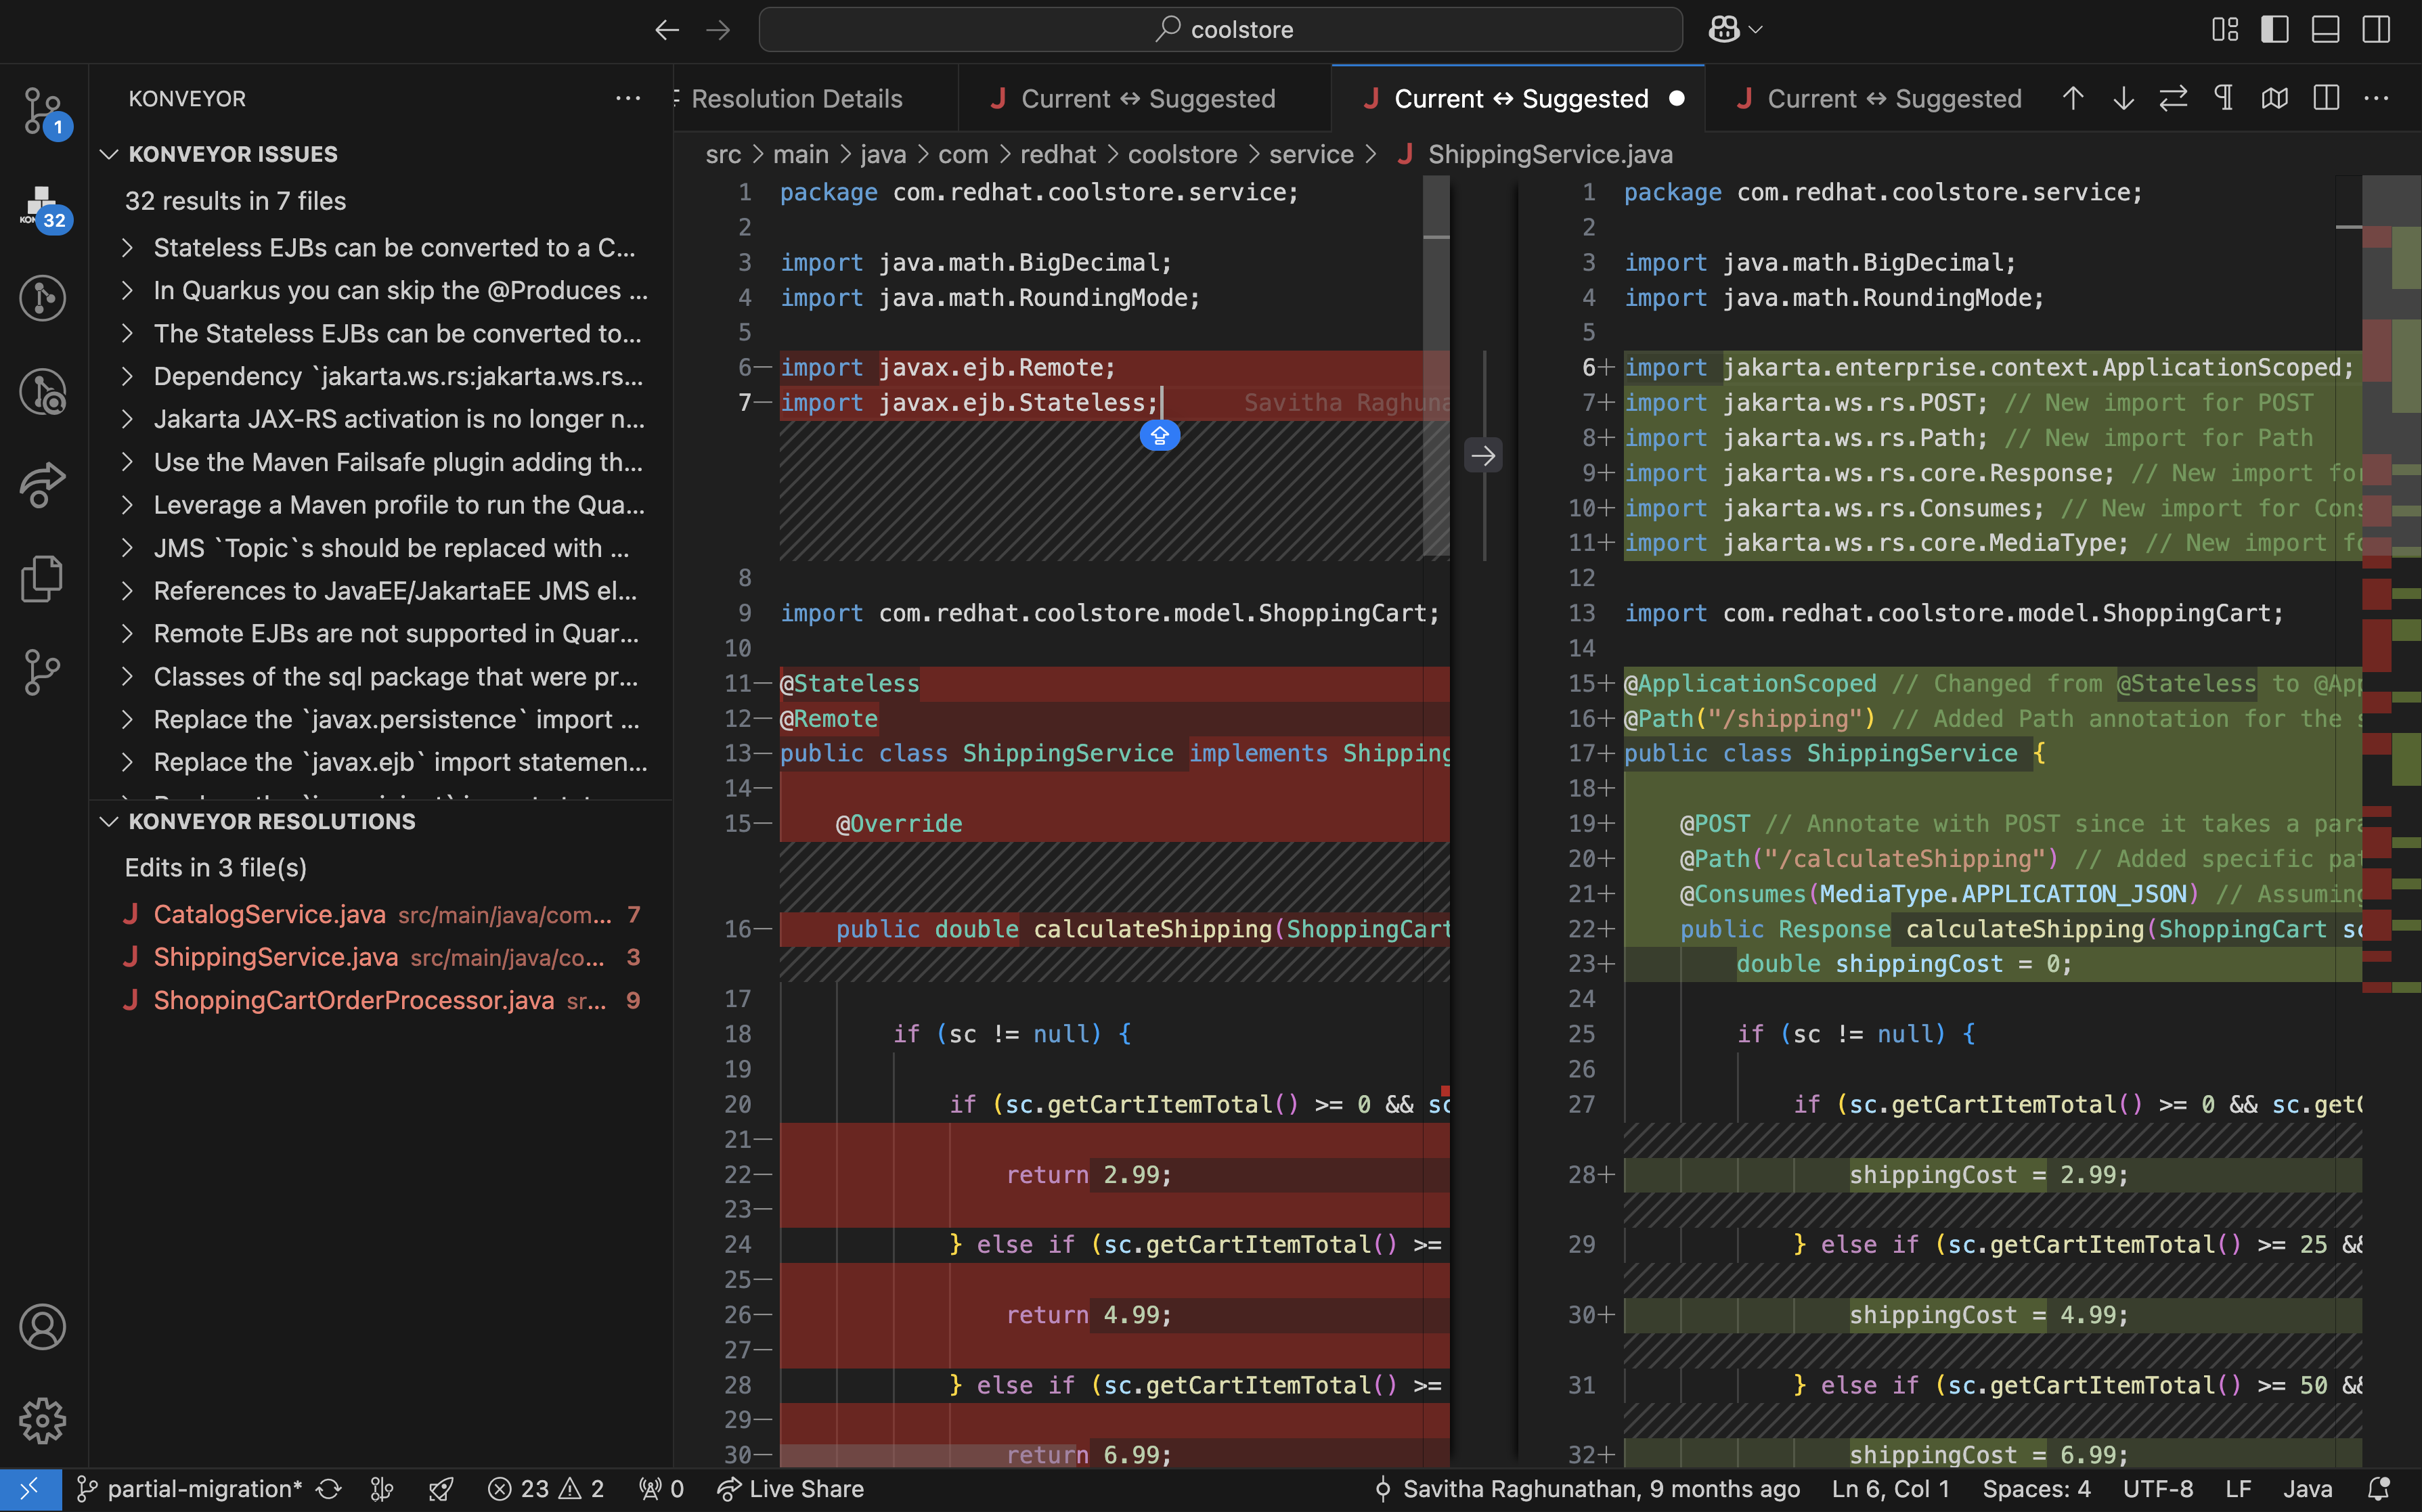 coolstore
KONVEYOR
Resolution Details
Current ↔ Suggested
Current ↔ Suggested
Current ↔ Suggested
src > main > java > com > redhat > coolstore > service > ShippingService.java
1
32
KONVEYOR ISSUES
32 results in 7 files
Stateless EJBs can be converted to a C...
In Quarkus you can skip the @Produces ...
The Stateless EJBs can be converted to...
Dependency `jakarta.ws.rs:jakarta.ws.rs...
Jakarta JAX-RS activation is no longer n...
Use the Maven Failsafe plugin adding th...
Leverage a Maven profile to run the Qua...
JMS `Topic`s should be replaced with ...
References to JavaEE/JakartaEE JMS el...
Remote EJBs are not supported in Quar...
Classes of the sql package that were pr...
Replace the `javax.persistence` import ...
Replace the `javax.ejb` import statemen...
KONVEYOR RESOLUTIONS
Edits in 3 file(s)
CatalogService.java src/main/java/com... 7
ShippingService.java src/main/java/co... 3
ShoppingCartOrderProcessor.java sr... 9
1 package com.redhat.coolstore.service;
2
3 import java.math.BigDecimal;
4 import java.math.RoundingMode;
5
6— import javax.ejb.Remote;
7— import javax.ejb.Stateless; Savitha Raghuna
8
9 import com.redhat.coolstore.model.ShoppingCart;
10
11— @Stateless
12— @Remote
13— public class ShippingService implements Shipping
14—
15— @Override
16— public double calculateShipping(ShoppingCart
17
18 if (sc != null) {
19
20 if (sc.getCartItemTotal() >= 0 && sc
21—
22— return 2.99;
23—
24 } else if (sc.getCartItemTotal() >=
25—
26— return 4.99;
27—
28 } else if (sc.getCartItemTotal() >=
29—
30— return 6.99;
1 package com.redhat.coolstore.service;
2
3 import java.math.BigDecimal;
4 import java.math.RoundingMode;
5
6+ import jakarta.enterprise.context.ApplicationScoped;
7+ import jakarta.ws.rs.POST; // New import for POST
8+ import jakarta.ws.rs.Path; // New import for Path
9+ import jakarta.ws.rs.core.Response; // New import for
10+ import jakarta.ws.rs.Consumes; // New import for Cons
11+ import jakarta.ws.rs.core.MediaType; // New import fo
12
13 import com.redhat.coolstore.model.ShoppingCart;
14
15+ @ApplicationScoped // Changed from @Stateless to @App
16+ @Path("/shipping") // Added Path annotation for the s
17+ public class ShippingService {
18+
19+ @POST // Annotate with POST since it takes a para
20+ @Path("/calculateShipping") // Added specific pat
21+ @Consumes(MediaType.APPLICATION_JSON) // Assuming
22+ public Response calculateShipping(ShoppingCart sc
23+ double shippingCost = 0;
24
25 if (sc != null) {
26
27 if (sc.getCartItemTotal() >= 0 && sc.getC
28+ shippingCost = 2.99;
29 } else if (sc.getCartItemTotal() >= 25 &&
30+ shippingCost = 4.99;
31 } else if (sc.getCartItemTotal() >= 50 &&
32+ shippingCost = 6.99;
partial-migration* 23 2 0 Live Share Savitha Raghunathan, 9 months ago Ln 6, Col 1 Spaces: 4 UTF-8 LF Java